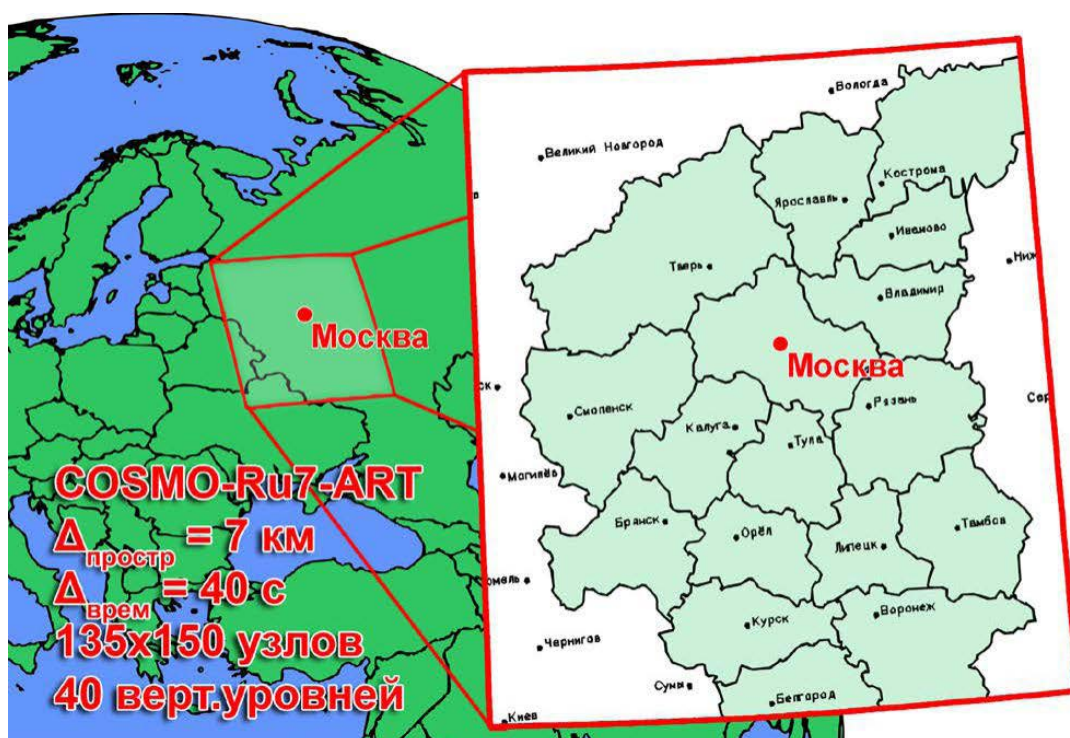 Вологда
Великий Новгород
Кострома
Ярославль
Иваново
Тверь
Владимир
Москва
Москва
Рязань
Смоленск
Калуга
Тула
Могилёв
COSMO-Ru7-ART
Δпростр = 7 км
Δврем = 40 с
135x150 узлов
40 верт.уровней
Брянск
Орёл
Липецк
Тамбов
Курск
Воронеж
Чернигов
Сумы
Белгород
Киев